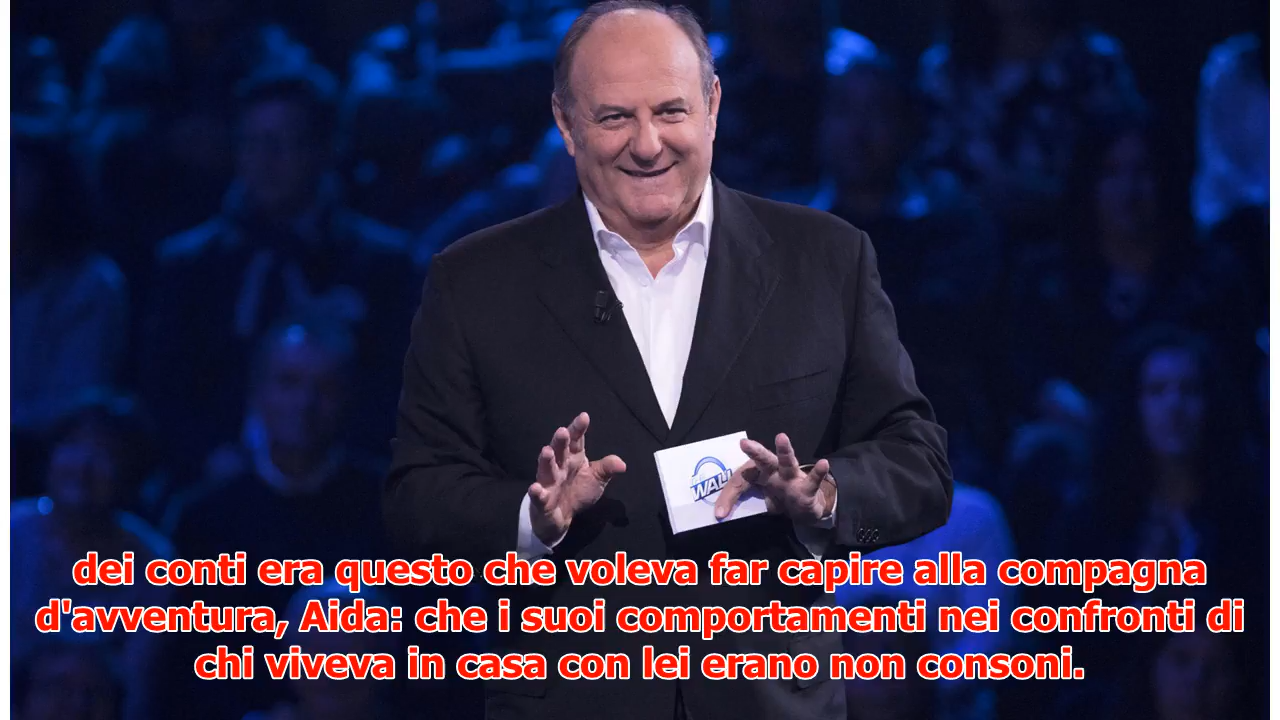 WALL
dei conti era questo che voleva far capire alla compagna
d'avventura, Aida: che i suoi comportamenti nei confronti di
chi viveva in casa con lei erano non consoni.